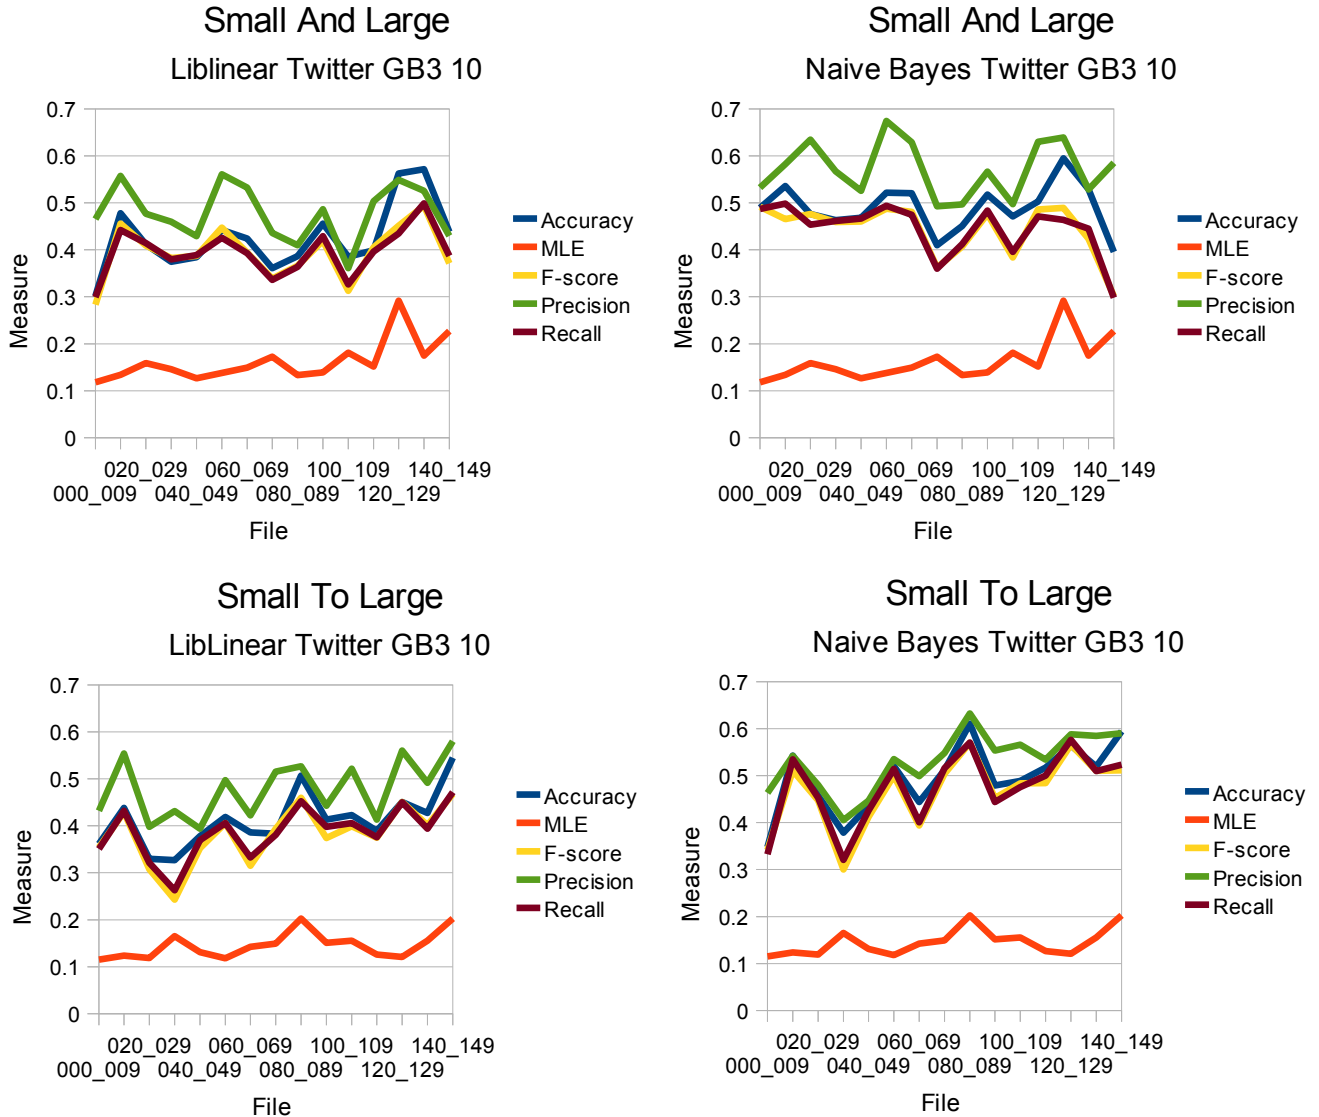 Small And Large
Liblinear Twitter GB3 10
0.7
0.6
0.5
0.4
0.3
0.2
0.1
0
Measure
020_029 060_069 100_109 140_149
000_009 040_049 080_089 120_129
File
Accuracy
MLE
F-score
Precision
Recall
Small And Large
Naive Bayes Twitter GB3 10
0.7
0.6
0.5
0.4
0.3
0.2
0.1
0
Measure
020_029 060_069 100_109 140_149
000_009 040_049 080_089 120_129
File
Accuracy
MLE
F-score
Precision
Recall
Small To Large
LibLinear Twitter GB3 10
0.7
0.6
0.5
0.4
0.3
0.2
0.1
0
Measure
020_029 060_069 100_109 140_149
000_009 040_049 080_089 120_129
File
Accuracy
MLE
F-score
Precision
Recall
Small To Large
Naive Bayes Twitter GB3 10
0.7
0.6
0.5
0.4
0.3
0.2
0.1
0
Measure
020_029 060_069 100_109 140_149
000_009 040_049 080_089 120_129
File
Accuracy
MLE
F-score
Precision
Recall